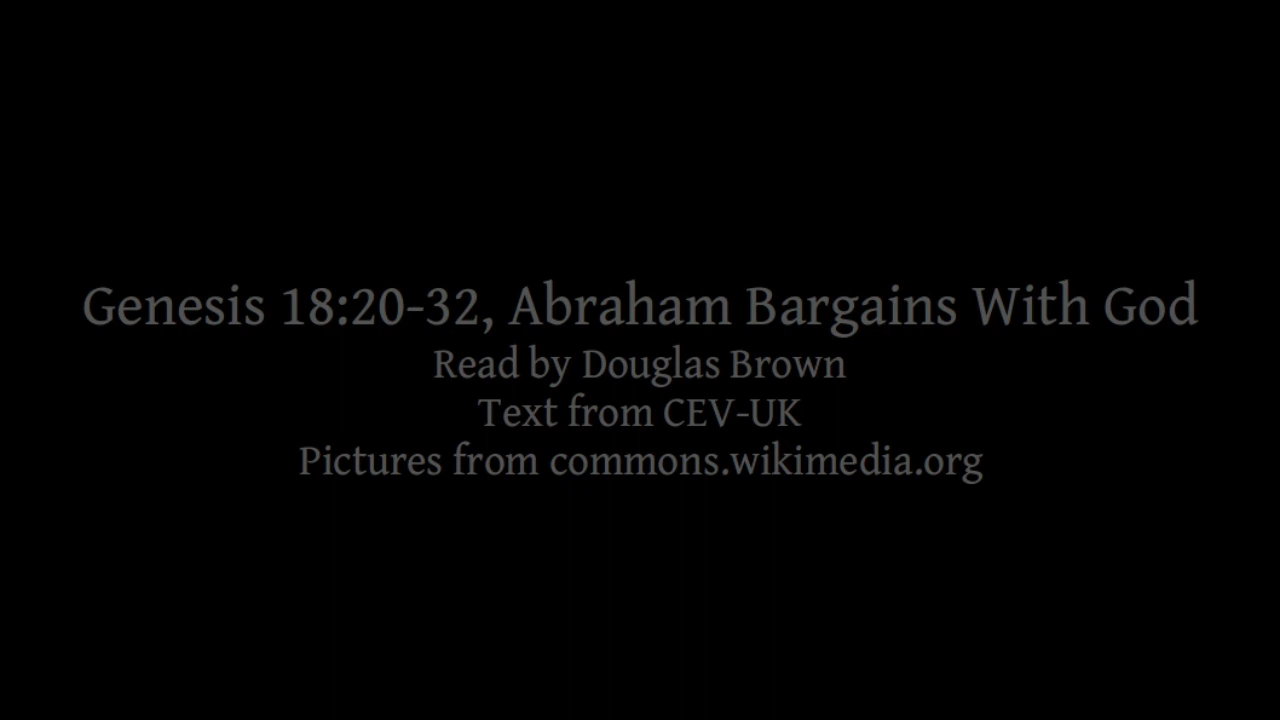 Genesis 18:20-32, Abraham Bargains With God
Read by Douglas Brown
Text from CEV-UK
Pictures from commons.wikimedia.org